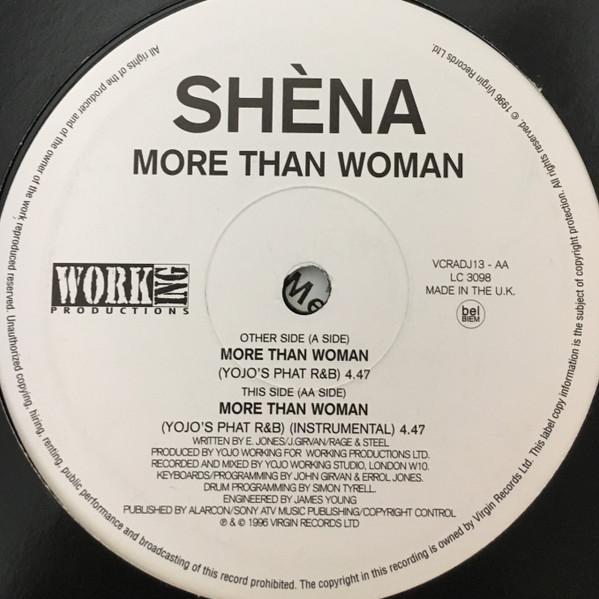 SHÈNA
MORE THAN WOMAN
WORKING
PRODUCTIONS
VCRADJ13 - AA
LC 3098
MADE IN THE U.K.
bel
BIEM
Me
OTHER SIDE (A SIDE)
MORE THAN WOMAN
(YOJO'S PHAT R&B) 4.47
THIS SIDE (AA SIDE)
MORE THAN WOMAN
(YOJO'S PHAT R&B) (INSTRUMENTAL) 4.47
WRITTEN BY E. JONES/J.GIRVAN/RAGE & STEEL
PRODUCED BY YOJO WORKING FOR WORKING PRODUCTIONS LTD.
RECORDED AND MIXED BY YOJO WORKING STUDIO, LONDON W10.
KEYBOARDS/PROGRAMMING BY JOHN GIRVAN & ERROL JONES.
DRUM PROGRAMMING BY SIMON TYRELL.
ENGINEERED BY JAMES YOUNG
PUBLISHED BY ALARCON/SONY ATV MUSIC PUBLISHING/COPYRIGHT CONTROL
℗ & © 1996 VIRGIN RECORDS LTD
All rights of the producer and of the owner of the work reproduced reserved. Unauthorized copying, hiring, renting, public performance and broadcasting of this record prohibited. The copyright in this recording is owned by Virgin Records Ltd. This label copy information is the subject of copyright protection. All rights reserved. © 1996 Virgin Records Ltd.